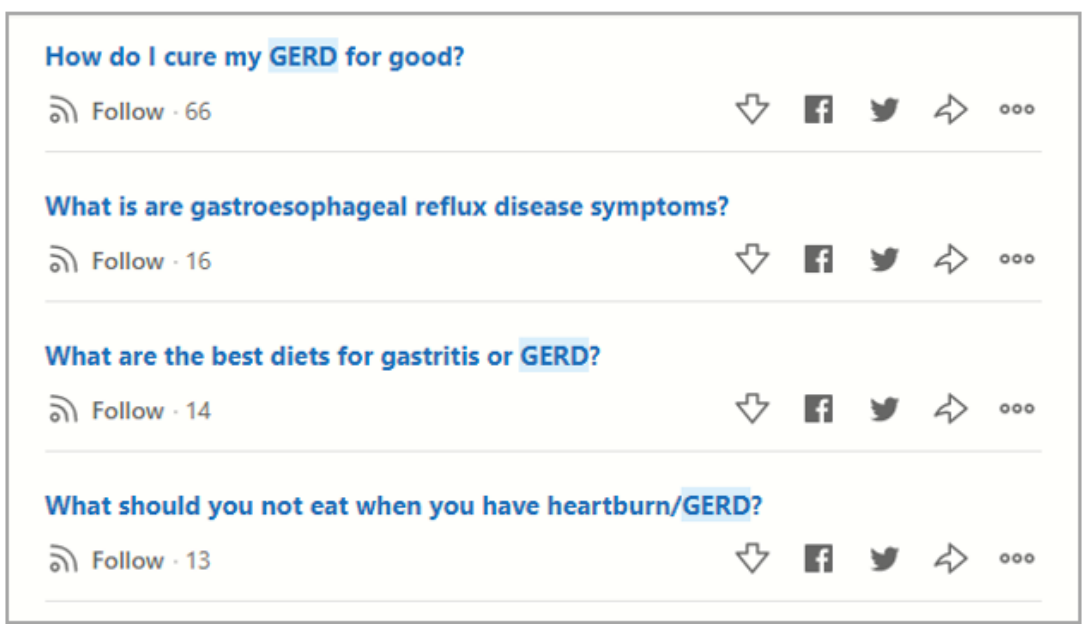 How do I cure my GERD for good?
Follow · 66
What is are gastroesophageal reflux disease symptoms?
Follow · 16
What are the best diets for gastritis or GERD?
Follow · 14
What should you not eat when you have heartburn/GERD?
Follow · 13